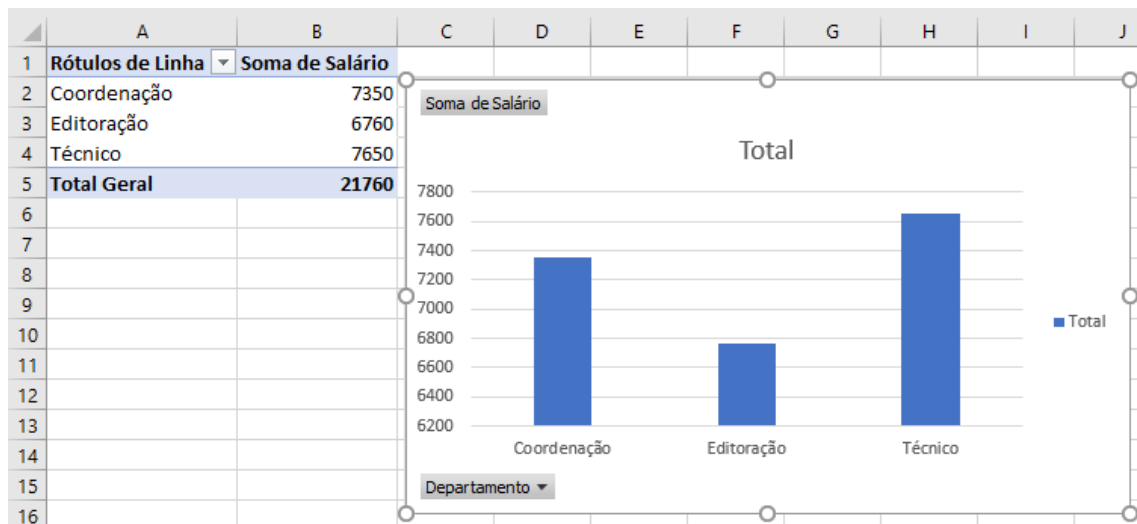 A B C D E F G H I J
1 Rótulos de Linha Soma de Salário
2 Coordenação 7350
3 Editoração 6760
4 Técnico 7650
5 Total Geral 21760
6
7
8
9
10
11
12
13
14
15
16
Soma de Salário
Total
7800
7600
7400
7200
7000
6800
6600
6400
6200
Coordenação Editoração Técnico
Total
Departamento